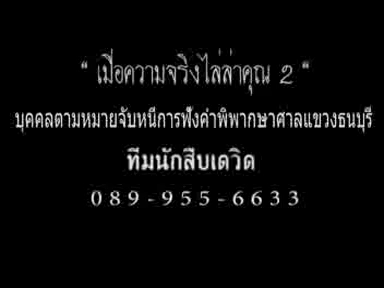 " เมื่อความจริงไล่ล่าคุณ 2 "
บุคคลตามหมายจับหนีการฟังคำพิพากษาศาลแขวงธนบุรี
ทีมนักสืบเดวิด
089-955-6633